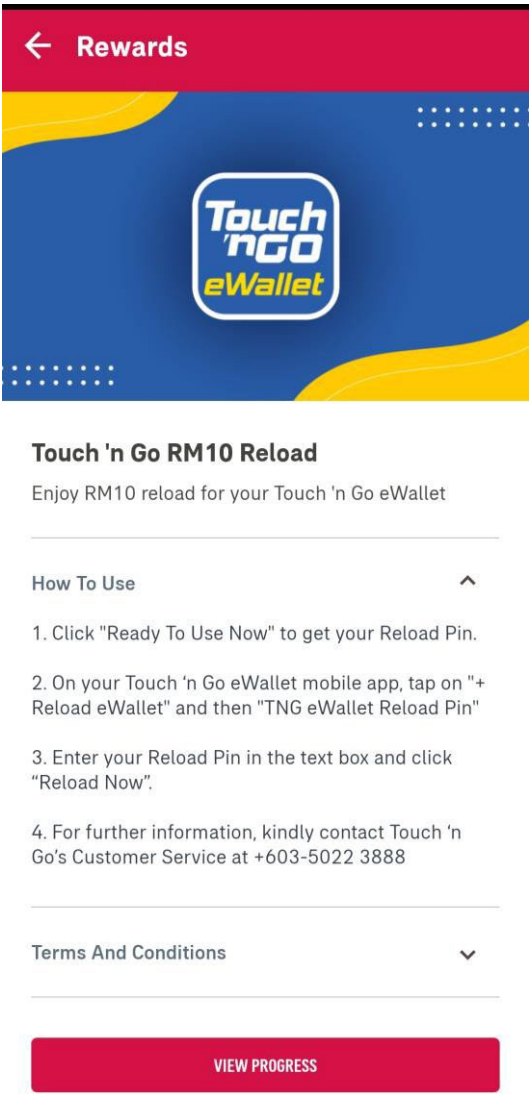 Rewards
Touch
'nGO
eWallet
Touch 'n Go RM10 Reload
Enjoy RM10 reload for your Touch 'n Go eWallet
How To Use
1. Click "Ready To Use Now" to get your Reload Pin.
2. On your Touch ‘n Go eWallet mobile app, tap on "+
Reload eWallet" and then "TNG eWallet Reload Pin"
3. Enter your Reload Pin in the text box and click
“Reload Now”.
4. For further information, kindly contact Touch ‘n
Go’s Customer Service at +603-5022 3888
Terms And Conditions
VIEW PROGRESS